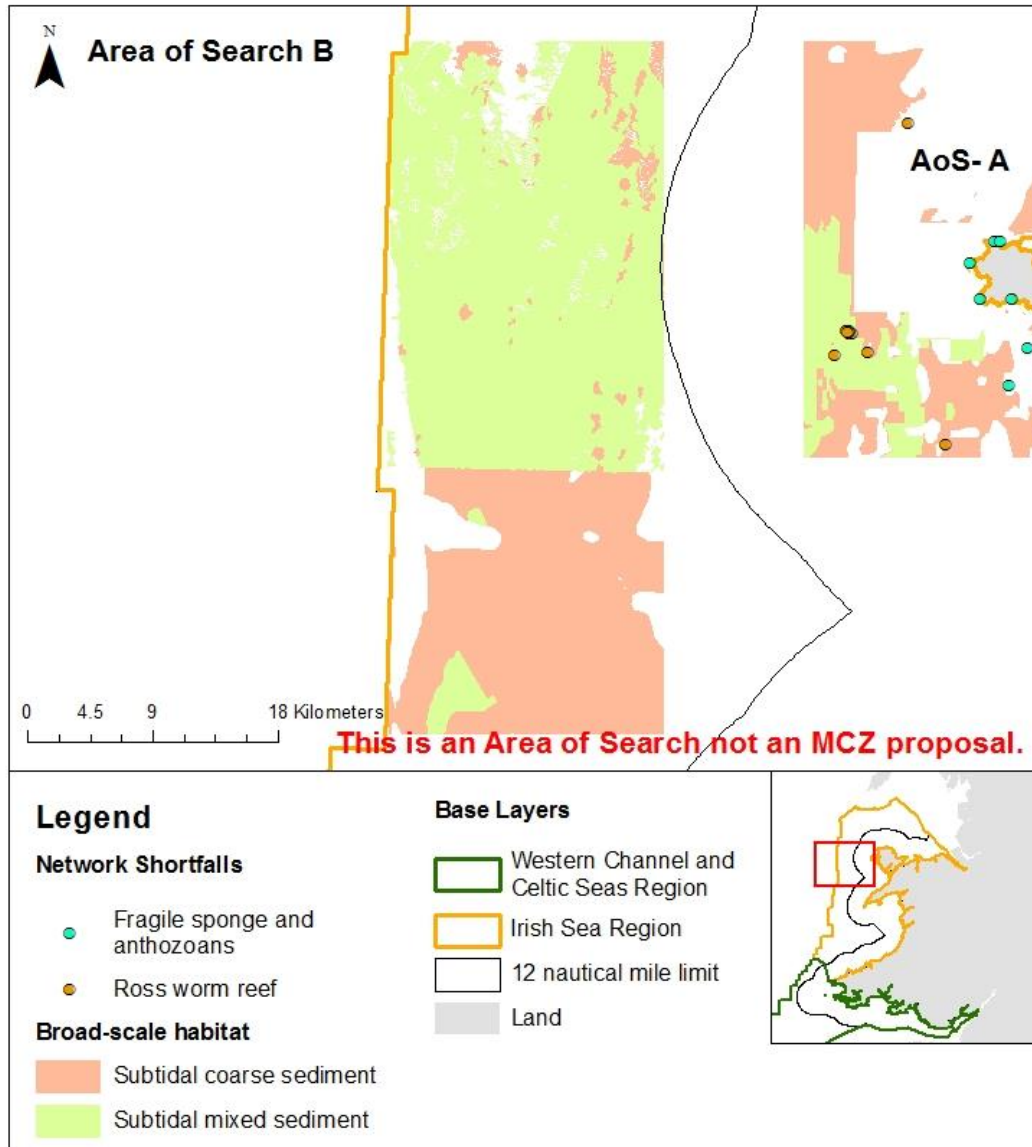 N
Area of Search B
AoS- A
0 4.5 9 18 Kilometers
This is an Area of Search not an MCZ proposal.
Legend
Network Shortfalls
Fragile sponge and
anthozoans
Ross worm reef
Broad-scale habitat
Subtidal coarse sediment
Subtidal mixed sediment
Base Layers
Western Channel and
Celtic Seas Region
Irish Sea Region
12 nautical mile limit
Land